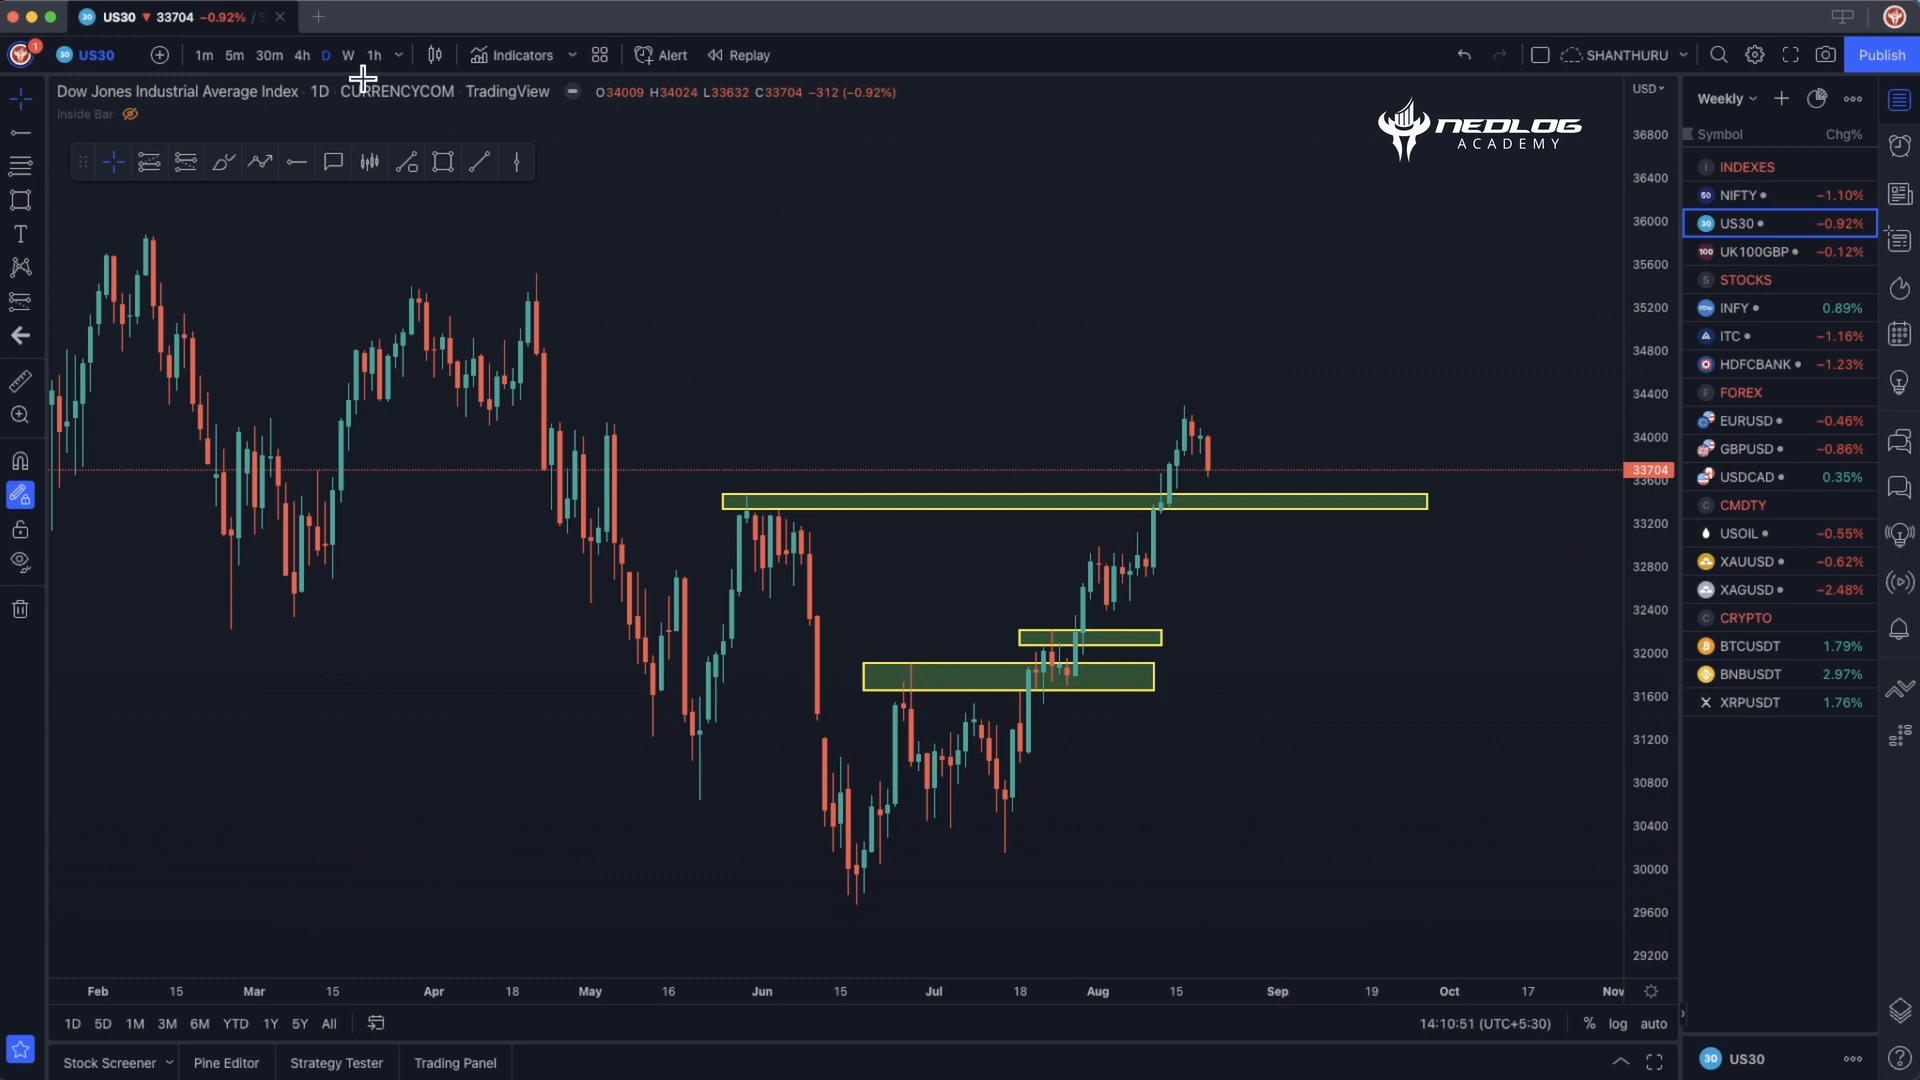 US30 ▼ 33704 −0.92% / S
1
US30 1m 5m 30m 4h D W 1h Indicators Alert Replay SHANTHURU Publish
Dow Jones Industrial Average Index · 1D · CURRENCYCOM · TradingView O34009 H34024 L33632 C33704 −312 (−0.92%)
Inside Bar
NEDLOG
ACADEMY
USD
36800
36400
36000
35600
35200
34800
34400
34000
33704
33600
33200
32800
32400
32000
31600
31200
30800
30400
30000
29600
29200
Weekly
Symbol Chg%
I INDEXES
50 NIFTY −1.10%
30 US30 −0.92%
100 UK100GBP −0.12%
S STOCKS
INFY 0.89%
ITC −1.16%
HDFCBANK −1.23%
F FOREX
EURUSD −0.46%
GBPUSD −0.86%
USDCAD 0.35%
C CMDTY
USOIL −0.55%
XAUUSD −0.62%
XAGUSD −2.48%
C CRYPTO
BTCUSDT 1.79%
BNBUSDT 2.97%
XRPUSDT 1.76%
Feb 15 Mar 15 Apr 18 May 16 Jun 15 Jul 18 Aug 15 Sep 19 Oct 17 Nov
1D 5D 1M 3M 6M YTD 1Y 5Y All 14:10:51 (UTC+5:30) % log auto
Stock Screener Pine Editor Strategy Tester Trading Panel
30 US30